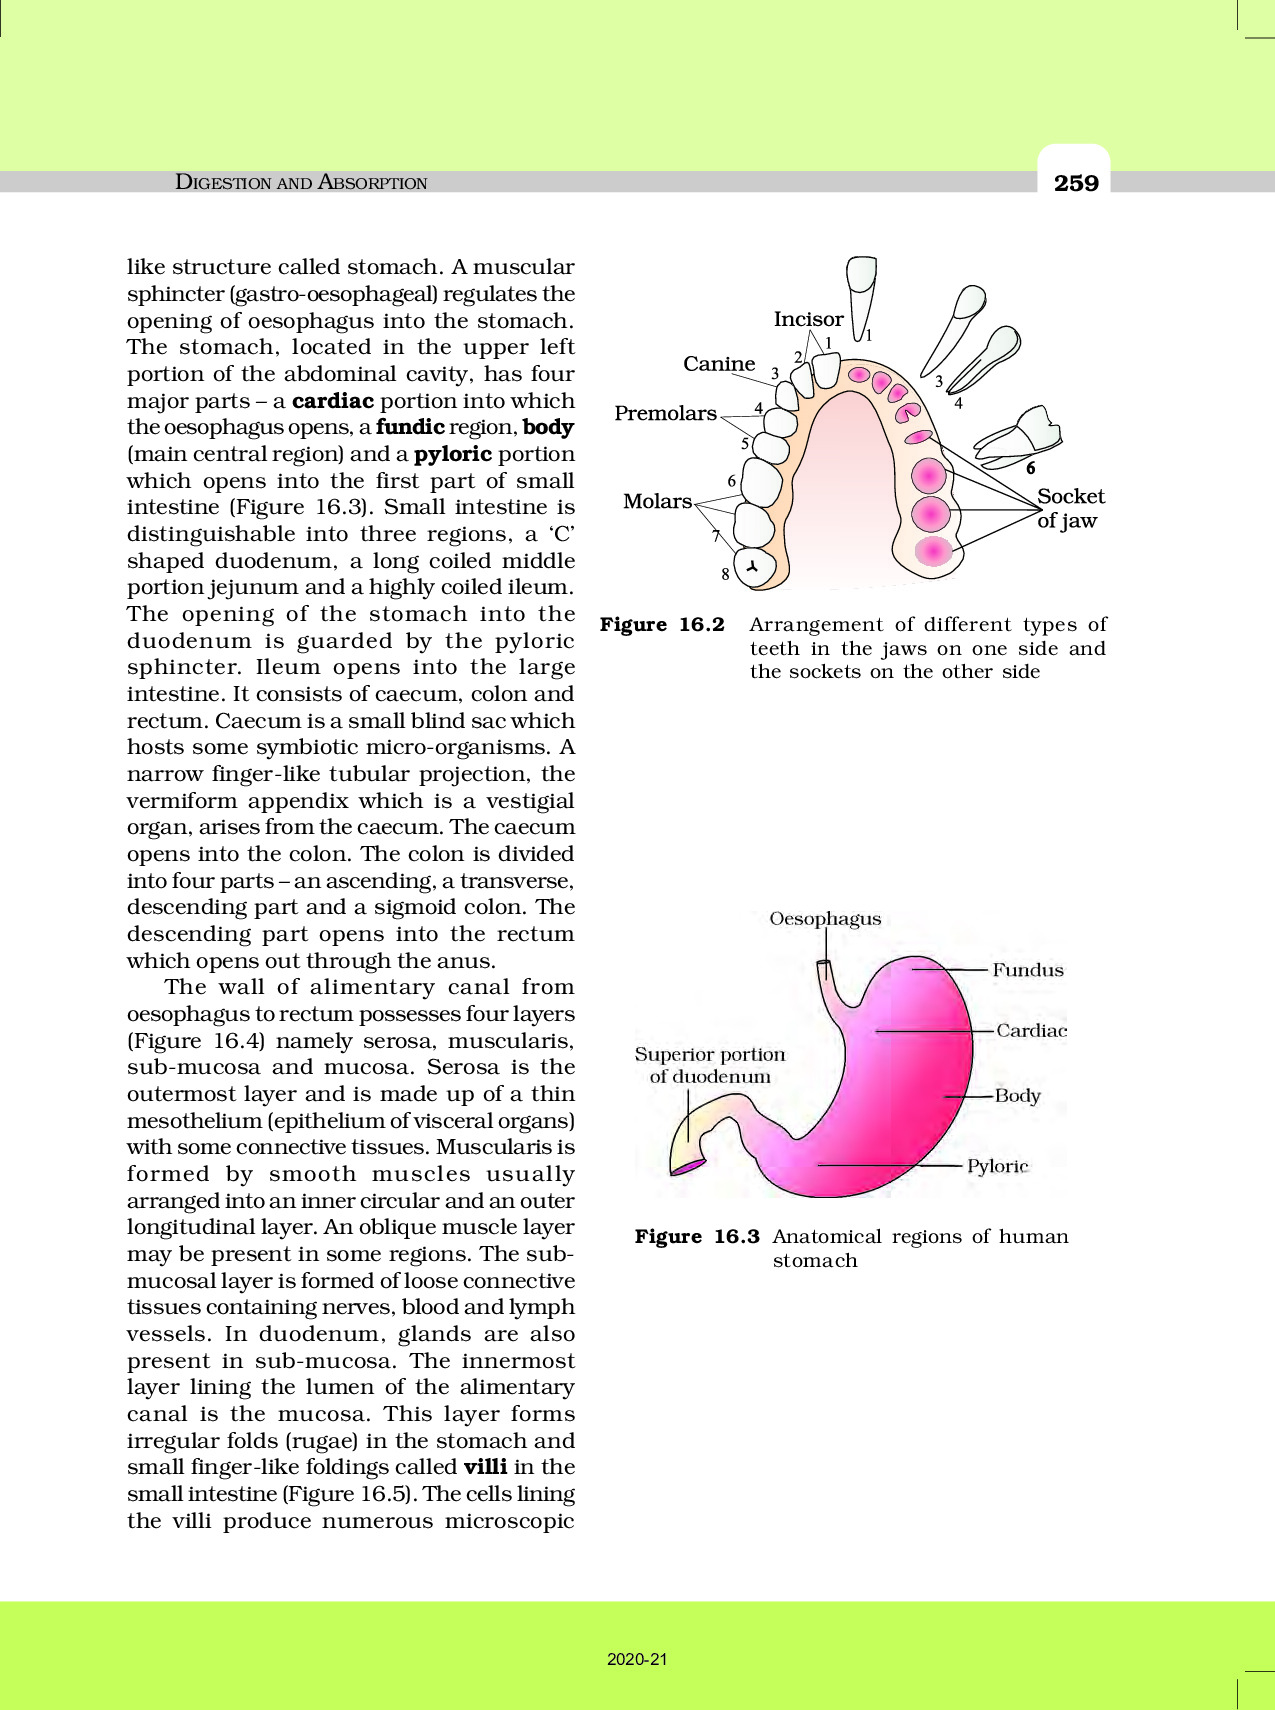 DIGESTION AND ABSORPTION
259
like structure called stomach. A muscular
sphincter (gastro-oesophageal) regulates the
opening of oesophagus into the stomach.
The stomach, located in the upper left
portion of the abdominal cavity, has four
major parts – a cardiac portion into which
the oesophagus opens, a fundic region, body
(main central region) and a pyloric portion
which opens into the first part of small
intestine (Figure 16.3). Small intestine is
distinguishable into three regions, a ‘C’
shaped duodenum, a long coiled middle
portion jejunum and a highly coiled ileum.
The opening of the stomach into the
duodenum is guarded by the pyloric
sphincter. Ileum opens into the large
intestine. It consists of caecum, colon and
rectum. Caecum is a small blind sac which
hosts some symbiotic micro-organisms. A
narrow finger-like tubular projection, the
vermiform appendix which is a vestigial
organ, arises from the caecum. The caecum
opens into the colon. The colon is divided
into four parts – an ascending, a transverse,
descending part and a sigmoid colon. The
descending part opens into the rectum
which opens out through the anus.
The wall of alimentary canal from
oesophagus to rectum possesses four layers
(Figure 16.4) namely serosa, muscularis,
sub-mucosa and mucosa. Serosa is the
outermost layer and is made up of a thin
mesothelium (epithelium of visceral organs)
with some connective tissues. Muscularis is
formed by smooth muscles usually
arranged into an inner circular and an outer
longitudinal layer. An oblique muscle layer
may be present in some regions. The sub-
mucosal layer is formed of loose connective
tissues containing nerves, blood and lymph
vessels. In duodenum, glands are also
present in sub-mucosa. The innermost
layer lining the lumen of the alimentary
canal is the mucosa. This layer forms
irregular folds (rugae) in the stomach and
small finger-like foldings called villi in the
small intestine (Figure 16.5). The cells lining
the villi produce numerous microscopic
Incisor
1
1
2
Canine
3
3
4
Premolars
4
5
6
6
Molars
Socket
of jaw
7
8
Figure 16.2 Arrangement of different types of
teeth in the jaws on one side and
the sockets on the other side
Oesophagus
Fundus
Cardiac
Superior portion
of duodenum
Body
Pyloric
Figure 16.3 Anatomical regions of human
stomach
2020-21